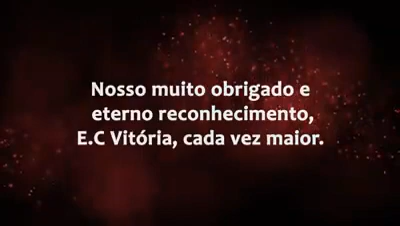 Nosso muito obrigado e
eterno reconhecimento,
E.C Vitória, cada vez maior.